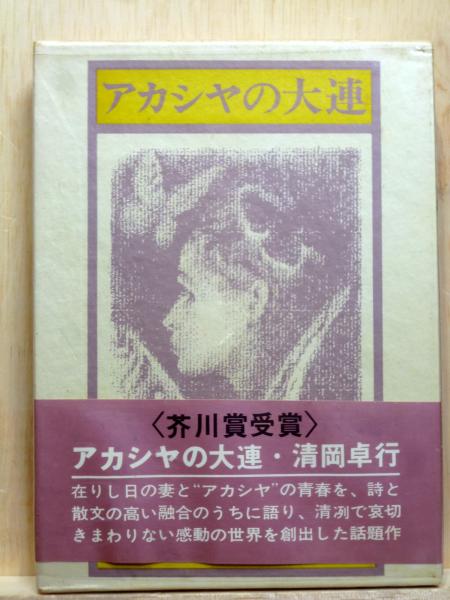 アカシヤの大連
〈芥川賞受賞〉
アカシヤの大連・清岡卓行
在りし日の妻と“アカシヤ”の青春を、詩と
散文の高い融合のうちに語り、清冽で哀切
きまわりない感動の世界を創出した話題作